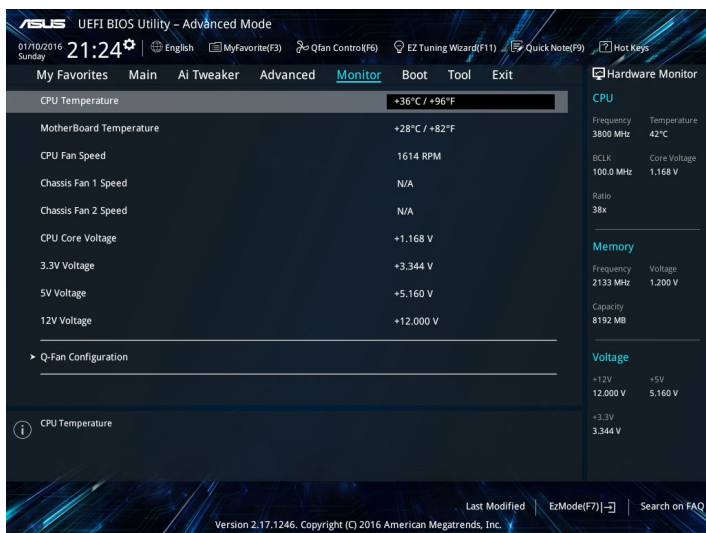 ASUS UEFI BIOS Utility – Advanced Mode
01/10/2016 Sunday 21:24 English MyFavorite(F3) Qfan Control(F6) EZ Tuning Wizard(F11) Quick Note(F9) ? Hot Keys
My Favorites Main Ai Tweaker Advanced Monitor Boot Tool Exit
CPU Temperature +36°C / +96°F
MotherBoard Temperature +28°C / +82°F
CPU Fan Speed 1614 RPM
Chassis Fan 1 Speed N/A
Chassis Fan 2 Speed N/A
CPU Core Voltage +1.168 V
3.3V Voltage +3.344 V
5V Voltage +5.160 V
12V Voltage +12.000 V
> Q-Fan Configuration
CPU Temperature
Hardware Monitor
CPU
Frequency Temperature
3800 MHz 42°C
BCLK Core Voltage
100.0 MHz 1.168 V
Ratio
38x
Memory
Frequency Voltage
2133 MHz 1.200 V
Capacity
8192 MB
Voltage
+12V +5V
12.000 V 5.160 V
+3.3V
3.344 V
Last Modified EzMode(F7) Search on FAQ
Version 2.17.1246. Copyright (C) 2016 American Megatrends, Inc.